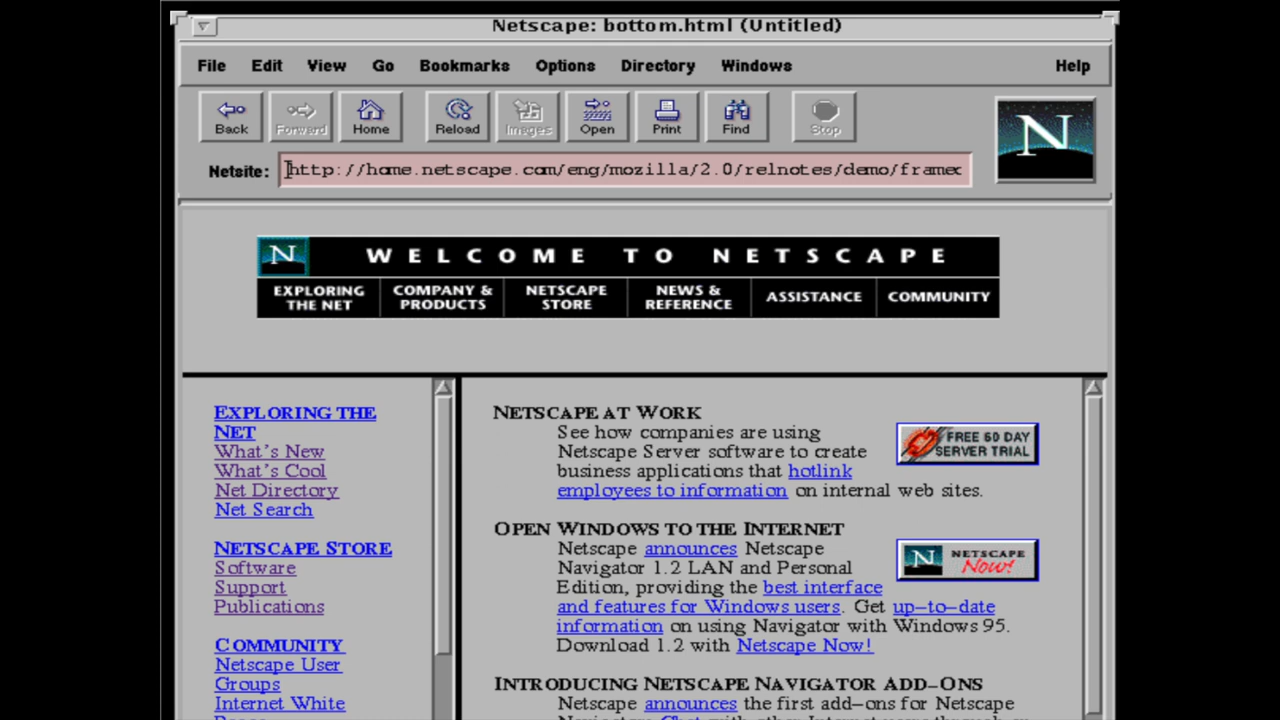 Netscape: bottom.html (Untitled)
File Edit View Go Bookmarks Options Directory Windows Help
Back Forward Home Reload Images Open Print Find Stop
N
Netsite: http://home.netscape.com/eng/mozilla/2.0/relnotes/demo/framec
N WELCOME TO NETSCAPE
EXPLORING THE NET
COMPANY & PRODUCTS
NETSCAPE STORE
NEWS & REFERENCE
ASSISTANCE
COMMUNITY
EXPLORING THE
NET
What's New
What's Cool
Net Directory
Net Search
NETSCAPE STORE
Software
Support
Publications
COMMUNITY
Netscape User
Groups
Internet White
NETSCAPE AT WORK
See how companies are using
Netscape Server software to create
business applications that hotlink
employees to information on internal web sites.
FREE 60 DAY
SERVER TRIAL
OPEN WINDOWS TO THE INTERNET
Netscape announces Netscape
Navigator 1.2 LAN and Personal
Edition, providing the best interface
and features for Windows users. Get up-to-date
information on using Navigator with Windows 95.
Download 1.2 with Netscape Now!
N NETSCAPE
Now!
INTRODUCING NETSCAPE NAVIGATOR ADD-ONS
Netscape announces the first add-ons for Netscape